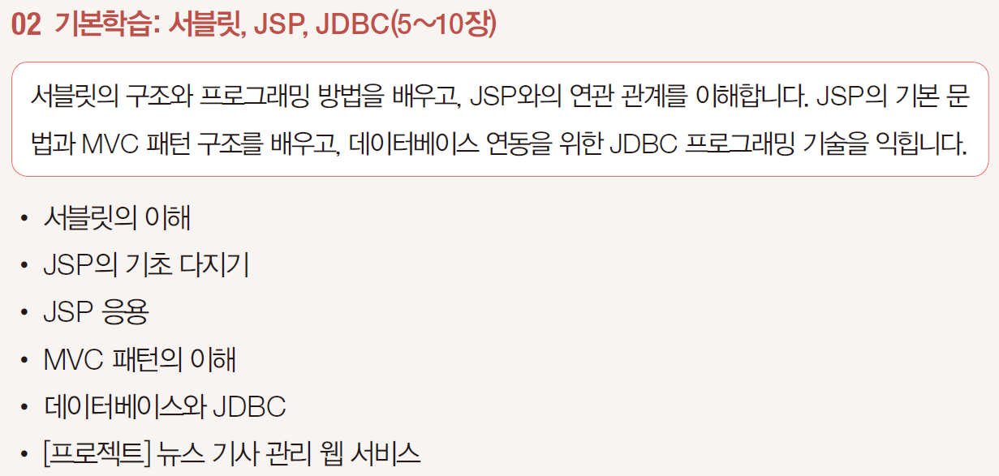 02 기본학습: 서블릿, JSP, JDBC(5~10장)
서블릿의 구조와 프로그래밍 방법을 배우고, JSP와의 연관 관계를 이해합니다. JSP의 기본 문
법과 MVC 패턴 구조를 배우고, 데이터베이스 연동을 위한 JDBC 프로그래밍 기술을 익힙니다.
• 서블릿의 이해
• JSP의 기초 다지기
• JSP 응용
• MVC 패턴의 이해
• 데이터베이스와 JDBC
• [프로젝트] 뉴스 기사 관리 웹 서비스